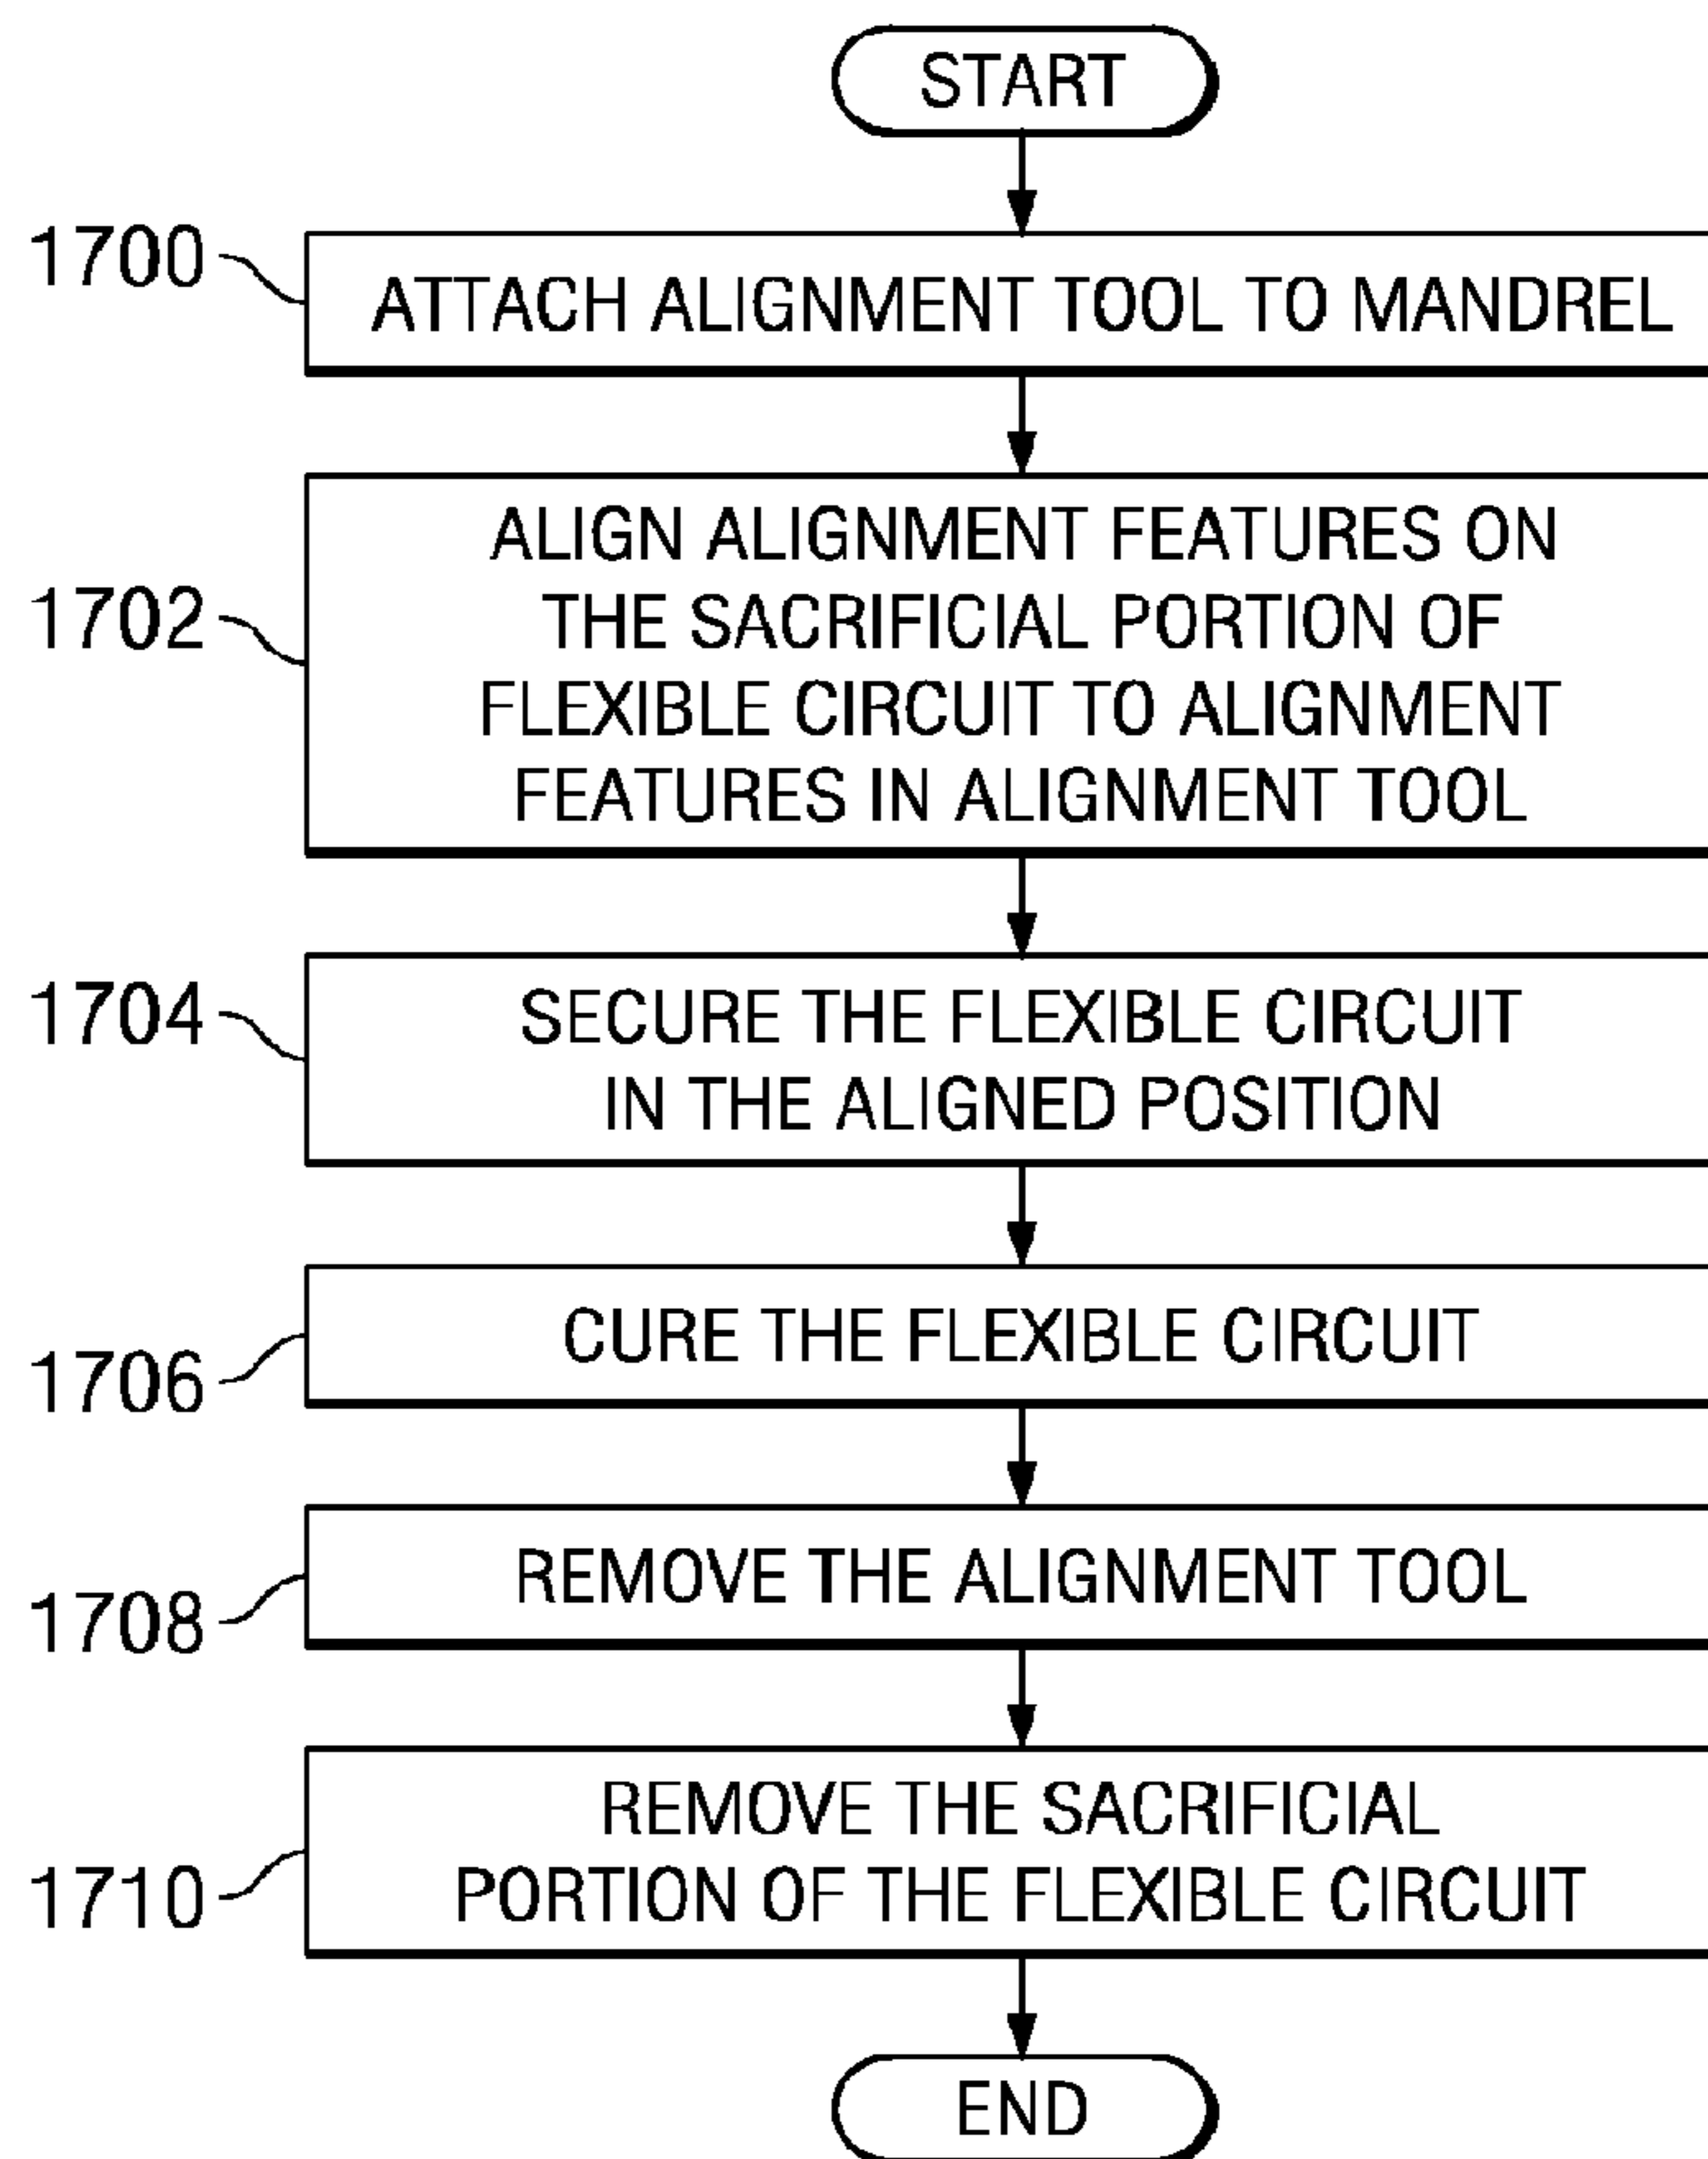 START
1700
ATTACH ALIGNMENT TOOL TO MANDREL
1702
ALIGN ALIGNMENT FEATURES ON
THE SACRIFICIAL PORTION OF
FLEXIBLE CIRCUIT TO ALIGNMENT
FEATURES IN ALIGNMENT TOOL
1704
SECURE THE FLEXIBLE CIRCUIT
IN THE ALIGNED POSITION
1706
CURE THE FLEXIBLE CIRCUIT
1708
REMOVE THE ALIGNMENT TOOL
1710
REMOVE THE SACRIFICIAL
PORTION OF THE FLEXIBLE CIRCUIT
END